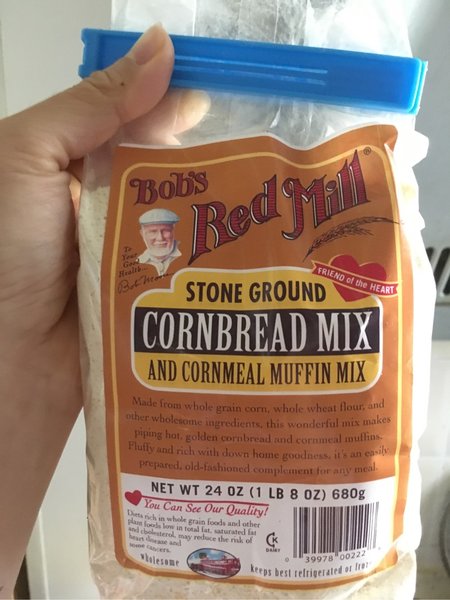 Bob's
Red Mill®
To
Your
Good
Health...
Bob Moore
FRIEND of the HEART
STONE GROUND
CORNBREAD MIX
AND CORNMEAL MUFFIN MIX
Made from whole grain corn, whole wheat flour, and
other wholesome ingredients, this wonderful mix makes
piping hot, golden cornbread and cornmeal muffins.
Fluffy and rich with down home goodness, it's an easily
prepared, old-fashioned complement for any meal.
NET WT 24 OZ (1 LB 8 OZ) 680g
You Can See Our Quality!
Diets rich in whole grain foods and other
plant foods low in total fat, saturated fat
and cholesterol, may reduce the risk of
heart disease and
some cancers.
K
DAIRY
0 39978 00222
wholesome
keeps best refrigerated or